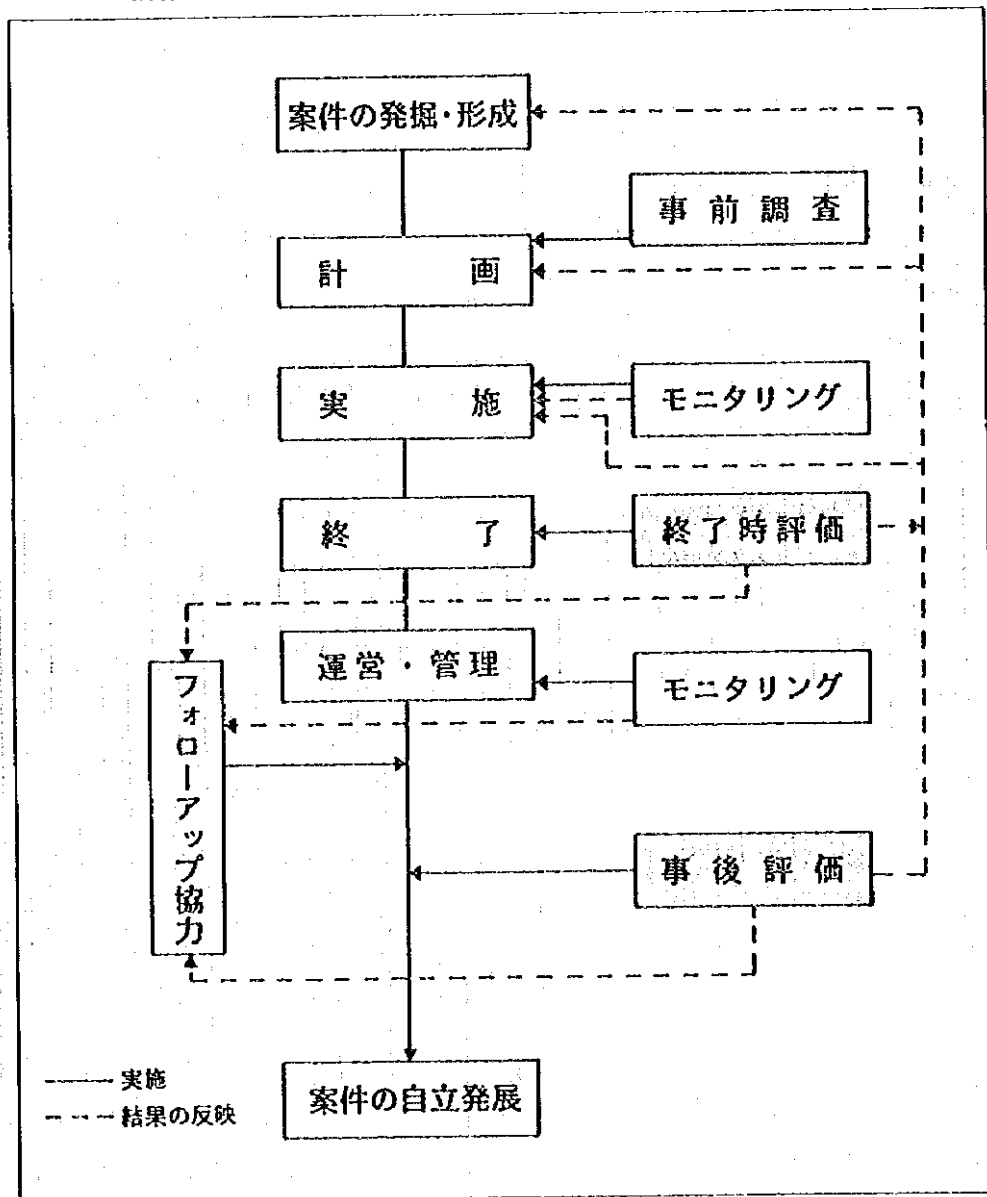 案件の発掘・形成
事前調査
計画
実施
モニタリング
終了
終了時評価
運営・管理
モニタリング
フォローアップ協力
事後評価
案件の自立発展
実施
結果の反映